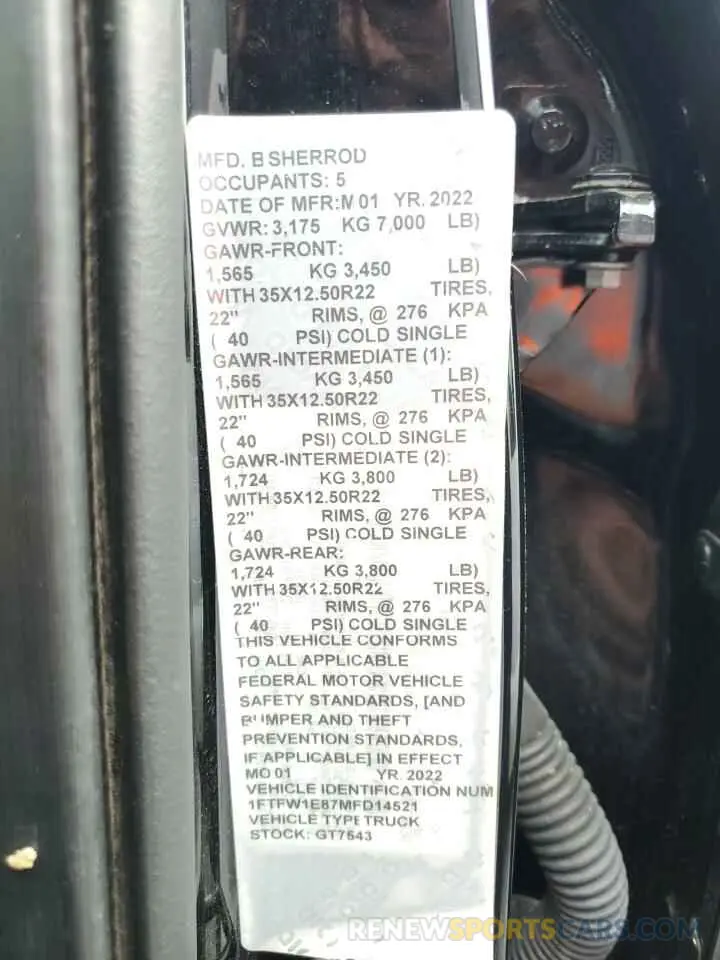 MFD. B SHERROD
OCCUPANTS: 5
DATE OF MFR:M 01 YR. 2022
GVWR: 3,175 KG 7,000 LB)
GAWR-FRONT:
1,565 KG 3,450 LB)
WITH 35X12.50R22 TIRES,
22" RIMS, @ 276 KPA
( 40 PSI) COLD SINGLE
GAWR-INTERMEDIATE (1):
1,565 KG 3,450 LB)
WITH 35X12.50R22 TIRES,
22" RIMS, @ 276 KPA
( 40 PSI) COLD SINGLE
GAWR-INTERMEDIATE (2):
1,724 KG 3,800 LB)
WITH 35X12.50R22 TIRES,
22" RIMS, @ 276 KPA
( 40 PSI) COLD SINGLE
GAWR-REAR:
1,724 KG 3,800 LB)
WITH 35X12.50R22 TIRES,
22" RIMS, @ 276 KPA
( 40 PSI) COLD SINGLE
THIS VEHICLE CONFORMS
TO ALL APPLICABLE
FEDERAL MOTOR VEHICLE
SAFETY STANDARDS, [AND
BUMPER AND THEFT
PREVENTION STANDARDS,
IF APPLICABLE] IN EFFECT
MO 01 YR. 2022
VEHICLE IDENTIFICATION NUM
1FTFW1E87MFD14521
VEHICLE TYPE TRUCK
STOCK: GT7543
RENEWSPORTSCARS.COM